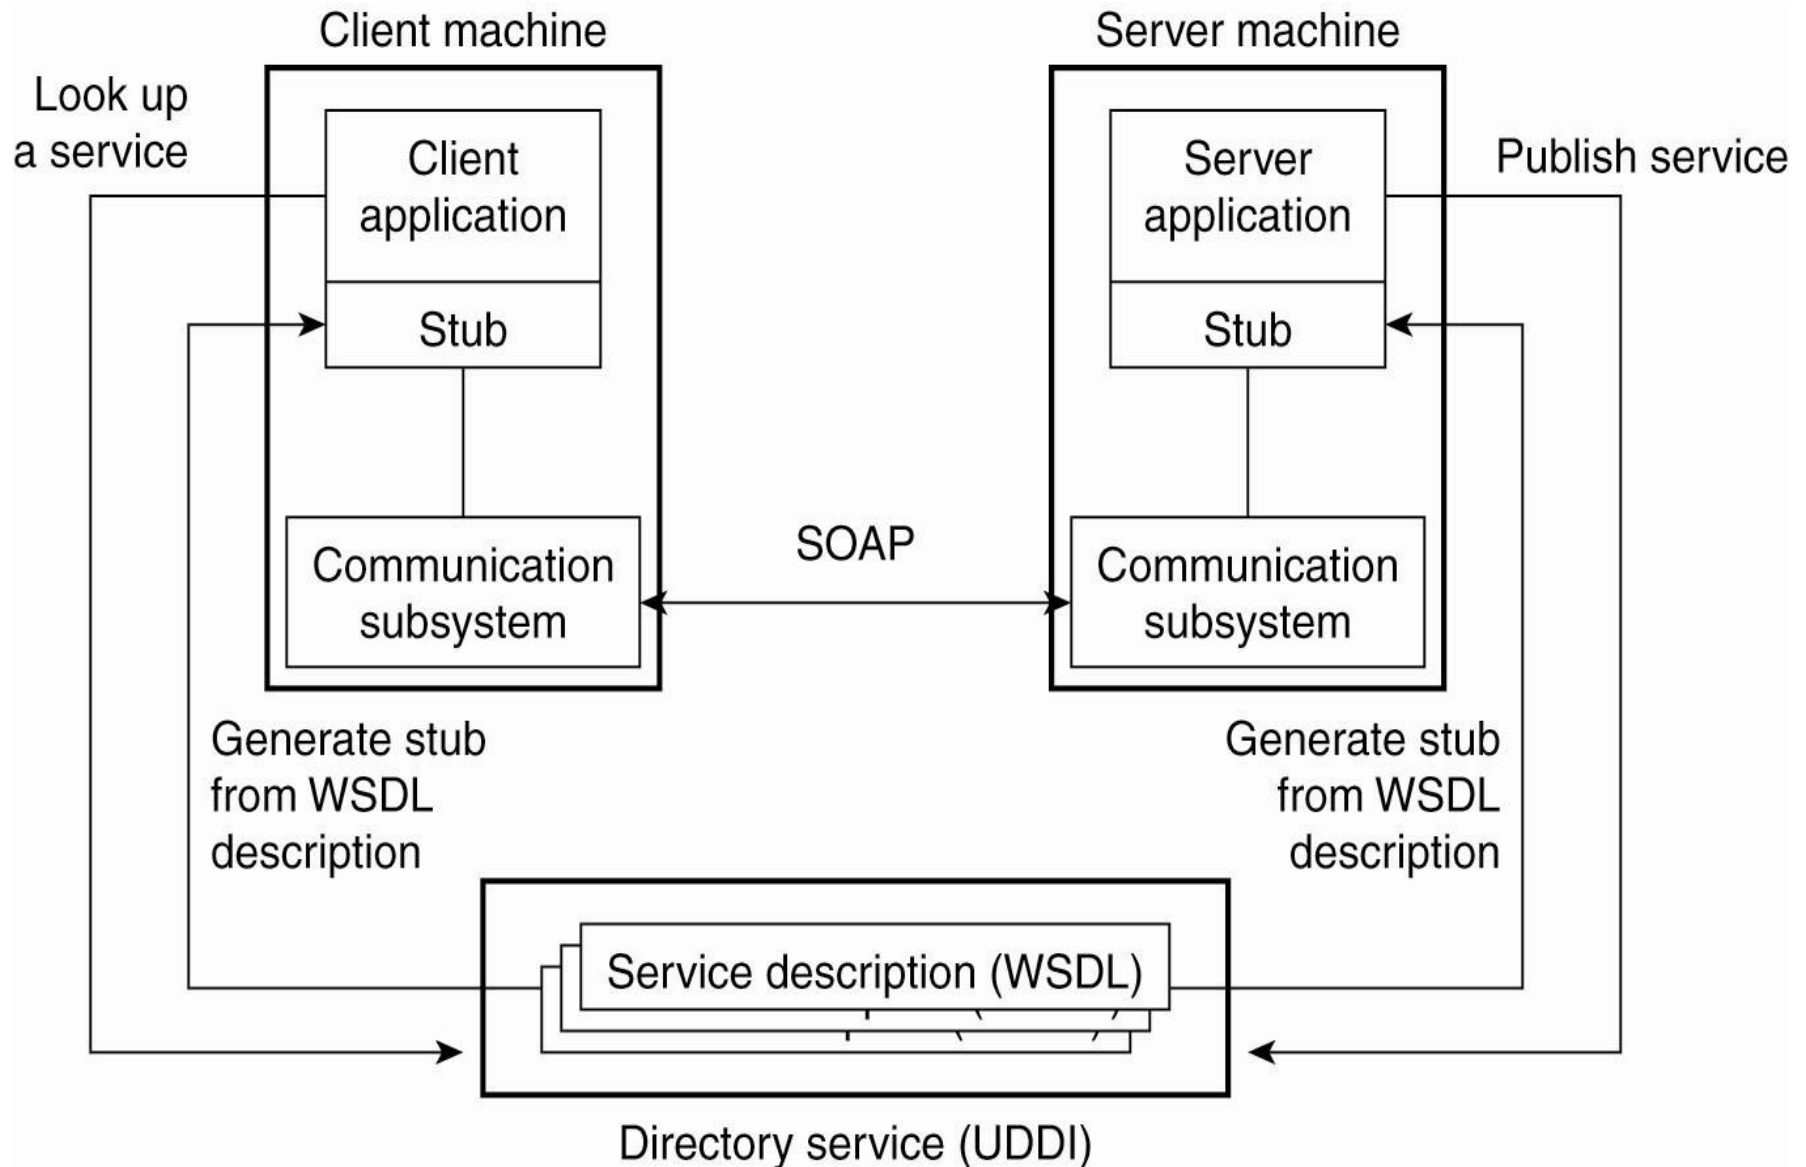 Client machine
Server machine
Look up
a service
Client
application
Stub
Communication
subsystem
SOAP
Server
application
Stub
Communication
subsystem
Publish service
Generate stub
from WSDL
description
Generate stub
from WSDL
description
Service description (WSDL)
Directory service (UDDI)